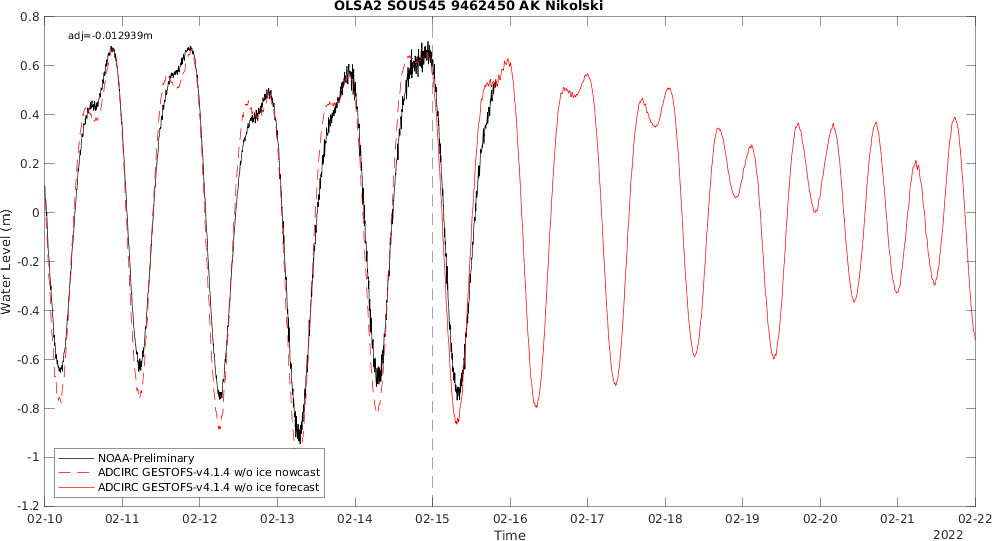 OLSA2 SOUS45 9462450 AK Nikolski
adj=-0.012939m
0.8
0.6
0.4
0.2
0
-0.2
-0.4
-0.6
-0.8
-1
-1.2
Water Level (m)
NOAA-Preliminary
ADCIRC GESTOFS-v4.1.4 w/o ice nowcast
ADCIRC GESTOFS-v4.1.4 w/o ice forecast
02-10 02-11 02-12 02-13 02-14 02-15 02-16 02-17 02-18 02-19 02-20 02-21 02-22
Time
2022